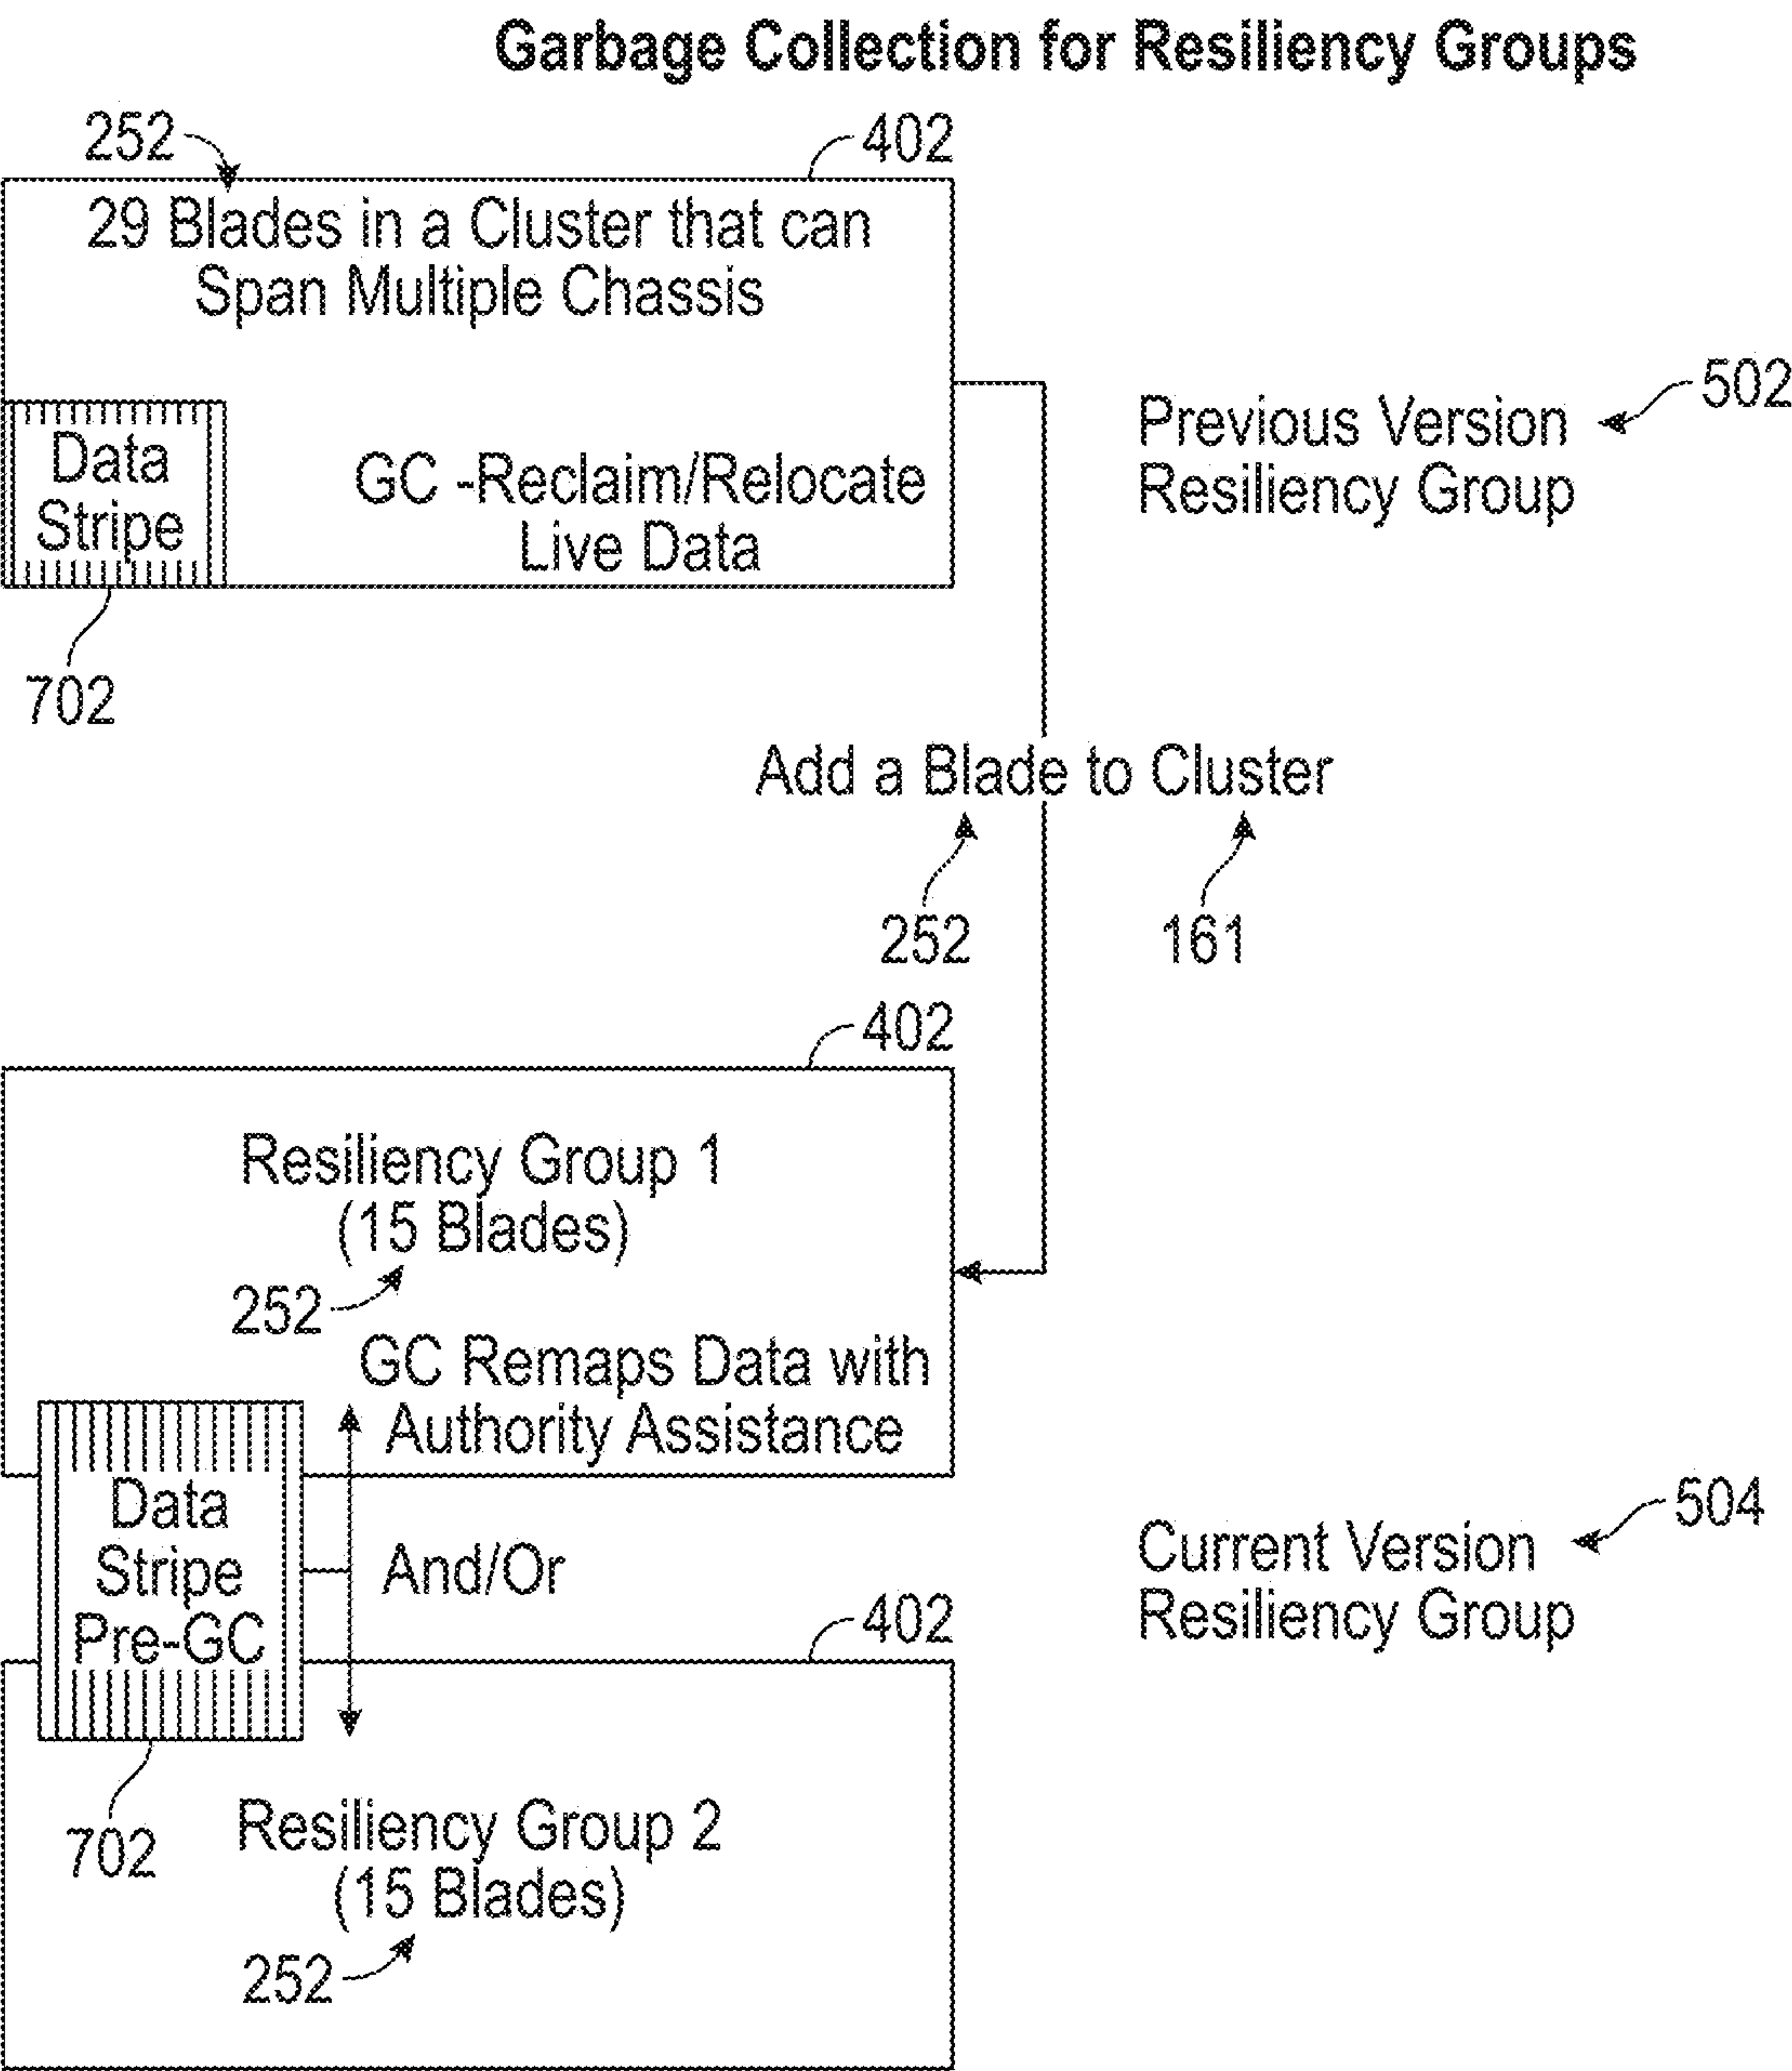 Garbage Collection for Resiliency Groups
252
402
29 Blades in a Cluster that can
Span Multiple Chassis
502
Previous Version
Resiliency Group
Data
Stripe
GC -Reclaim/Relocate
Live Data
702
Add a Blade to Cluster
252
161
402
Resiliency Group 1
(15 Blades)
252
GC Remaps Data with
Authority Assistance
Data
Stripe
Pre-GC
And/Or
504
Current Version
Resiliency Group
402
702
Resiliency Group 2
(15 Blades)
252